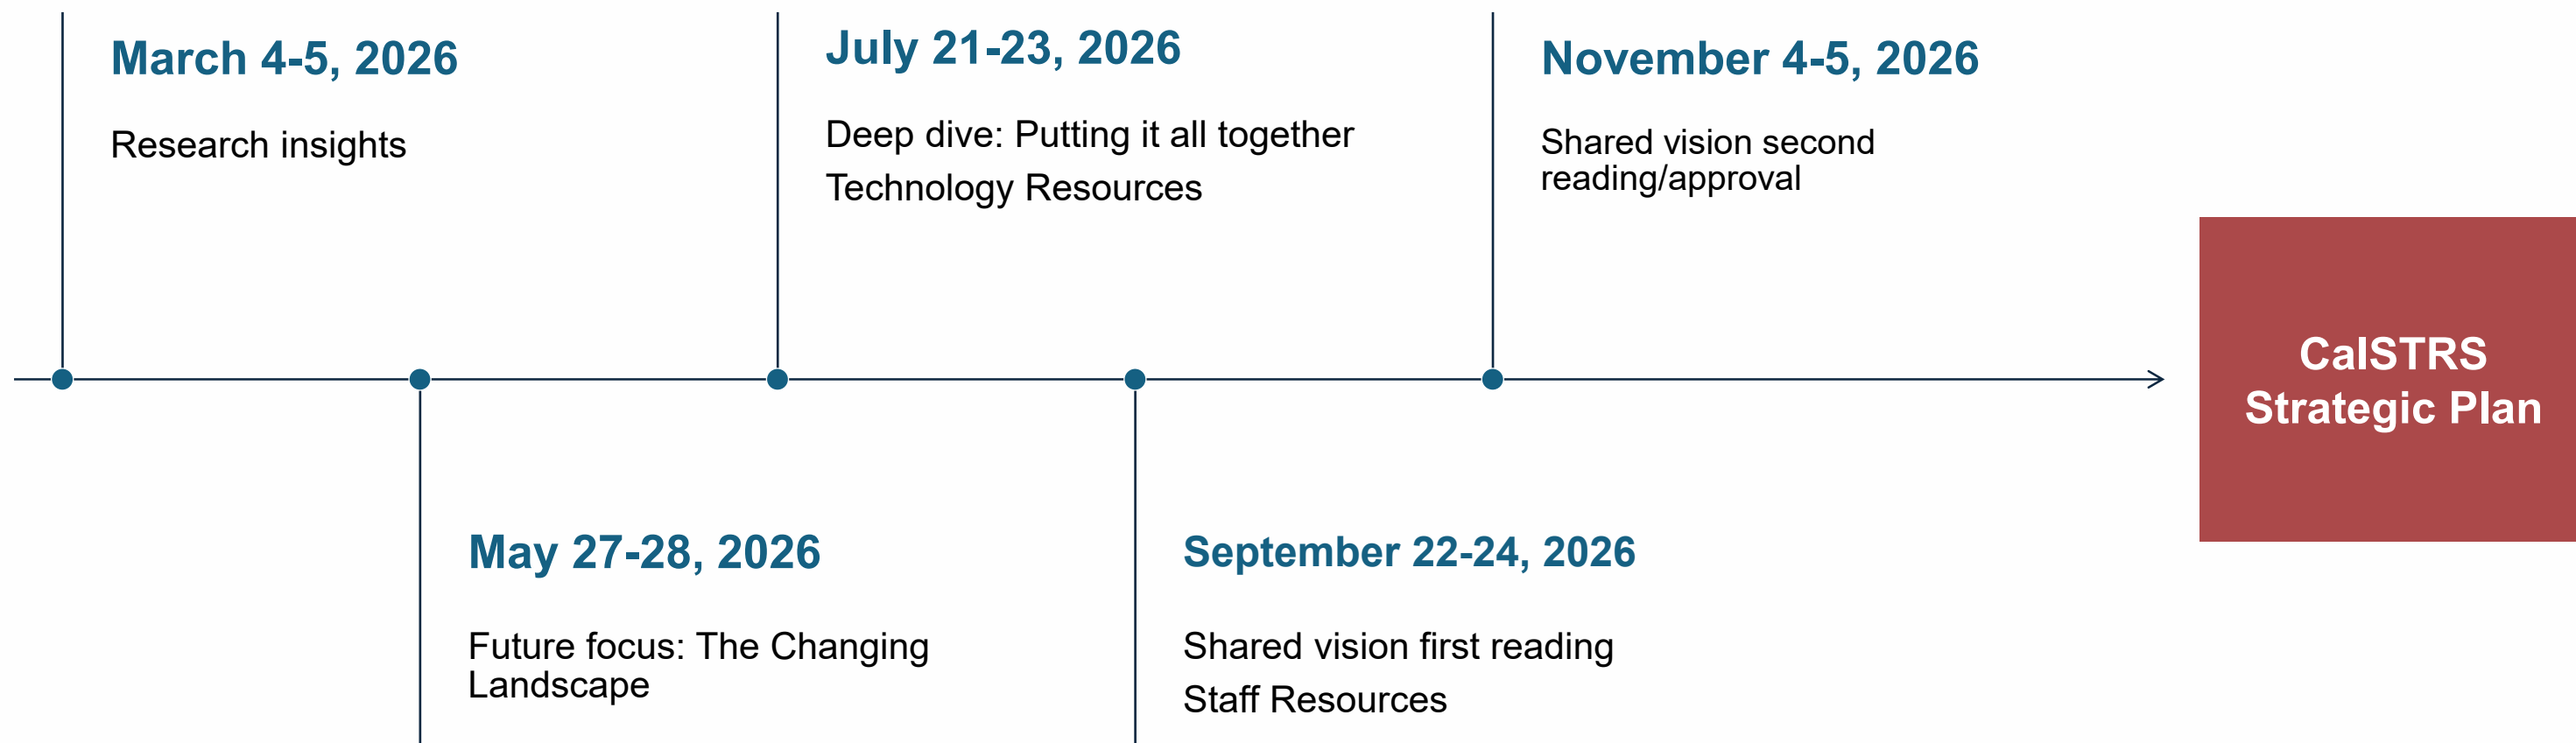 March 4-5, 2026
Research insights
May 27-28, 2026
Future focus: The Changing
Landscape
July 21-23, 2026
Deep dive: Putting it all together
Technology Resources
September 22-24, 2026
Shared vision first reading
Staff Resources
November 4-5, 2026
Shared vision second
reading/approval
CalSTRS
Strategic Plan